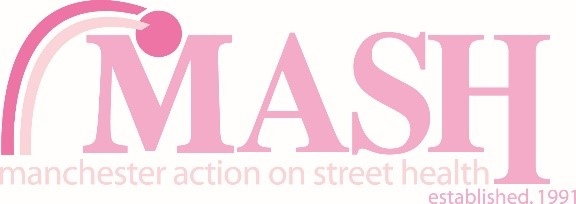 MASH
manchester action on street health
established. 1991